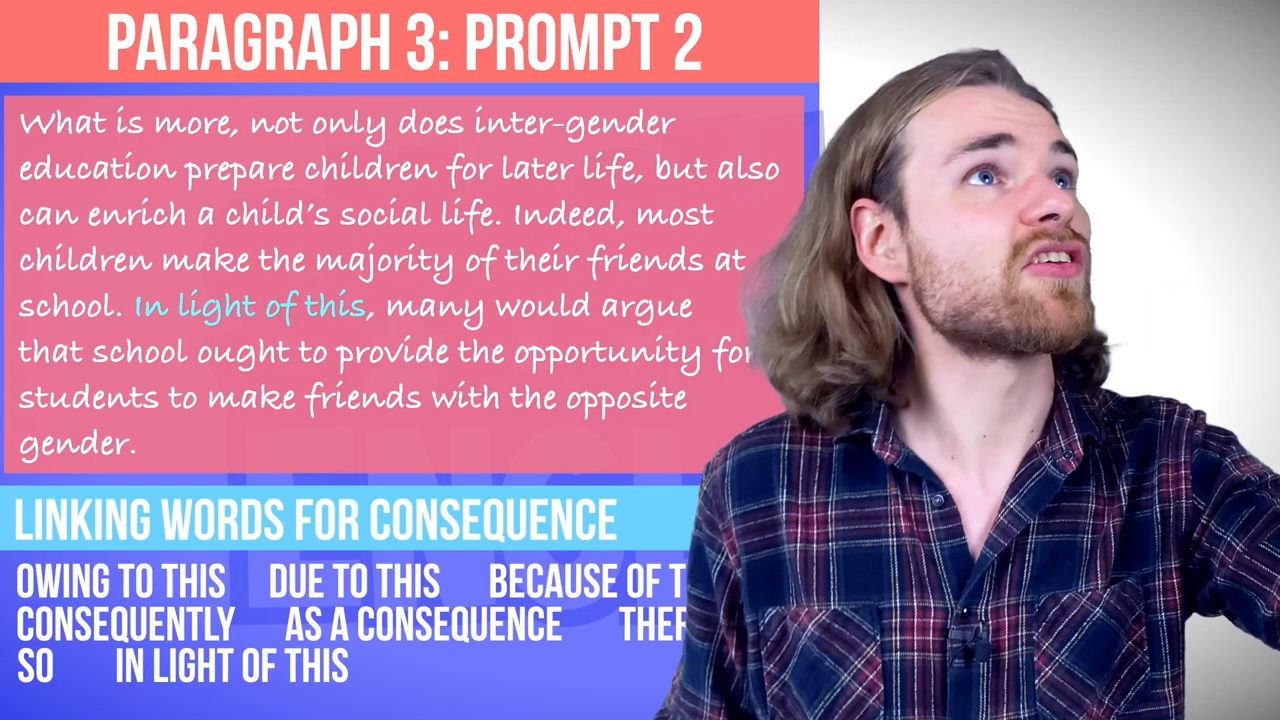 PARAGRAPH 3: PROMPT 2
What is more, not only does inter-gender
education prepare children for later life, but also
can enrich a child's social life. Indeed, most
children make the majority of their friends at
school. In light of this, many would argue
that school ought to provide the opportunity for
students to make friends with the opposite
gender.
LINKING WORDS FOR CONSEQUENCE
OWING TO THIS DUE TO THIS BECAUSE OF
CONSEQUENTLY AS A CONSEQUENCE
SO IN LIGHT OF THIS